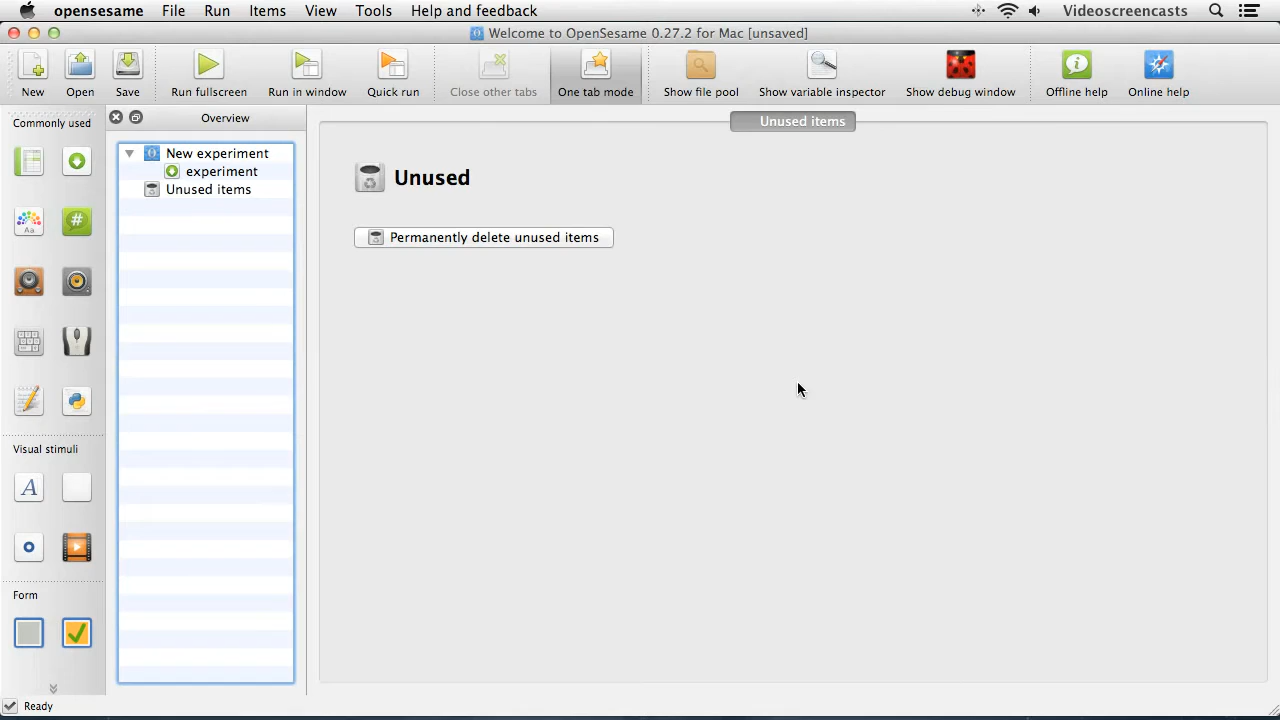 opensesame File Run Items View Tools Help and feedback Videoscreencasts
Welcome to OpenSesame 0.27.2 for Mac [unsaved]
New Open Save Run fullscreen Run in window Quick run Close other tabs One tab mode Show file pool Show variable inspector Show debug window Offline help Online help
Commonly used
Overview
Unused items
New experiment
experiment
Unused items
Unused
Permanently delete unused items
Aa
#
Visual stimuli
A
Form
Ready